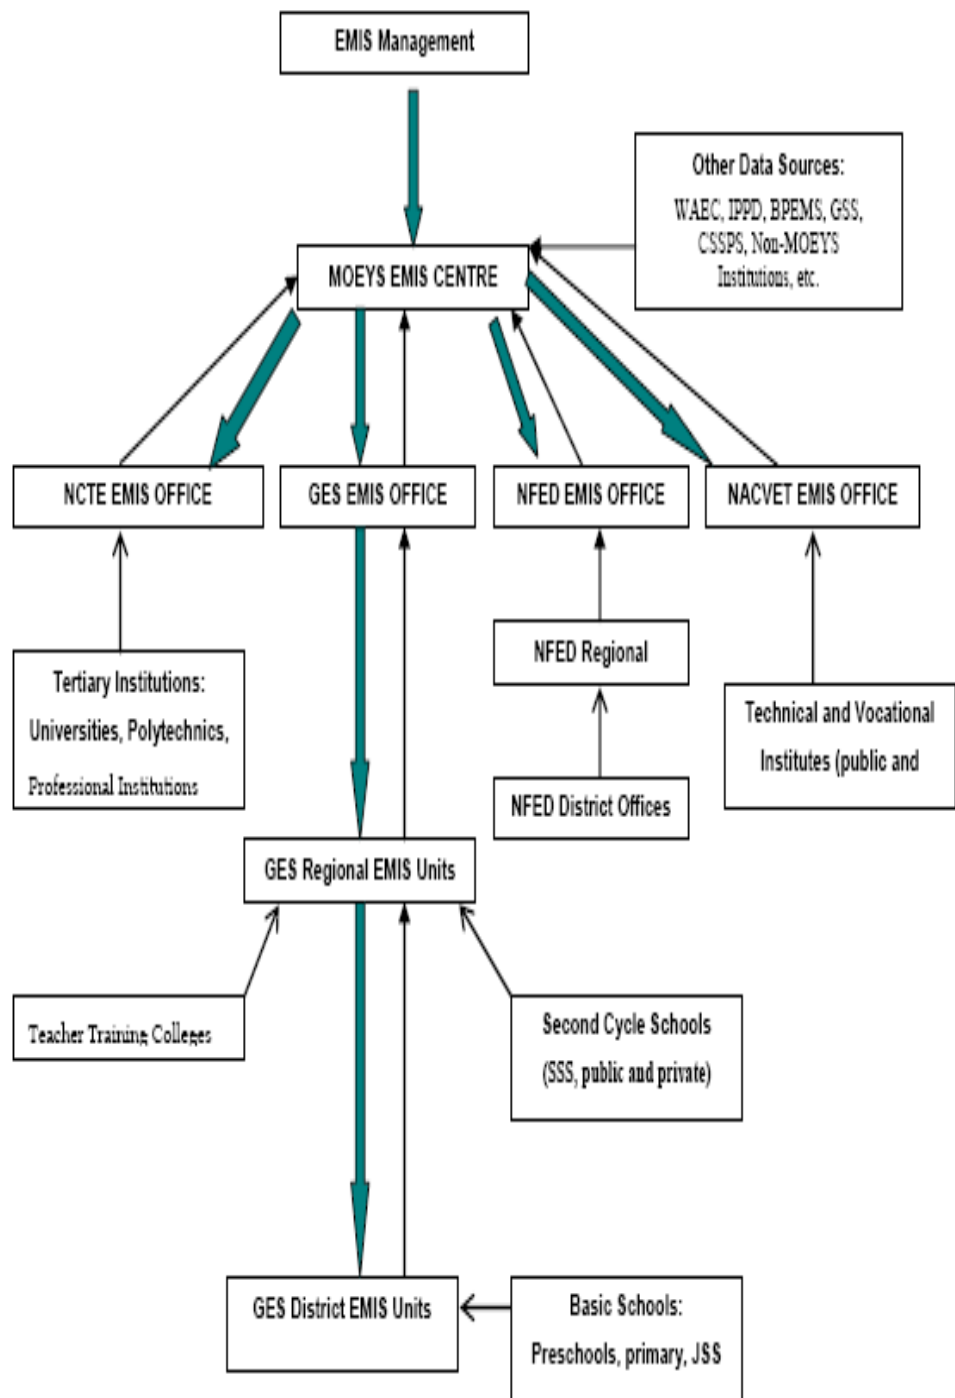 EMIS Management
Other Data Sources:
WAEC, IPPD, BPEMS, GSS,
CSSPS, Non-MOEYS
Institutions, etc.
MOEYS EMIS CENTRE
NCTE EMIS OFFICE
GES EMIS OFFICE
NFED EMIS OFFICE
NACVET EMIS OFFICE
Tertiary Institutions:
Universities, Polytechnics,
Professional Institutions
NFED Regional
NFED District Offices
Technical and Vocational
Institutes (public and
GES Regional EMIS Units
Teacher Training Colleges
Second Cycle Schools
(SSS, public and private)
GES District EMIS Units
Basic Schools:
Preschools, primary, JSS